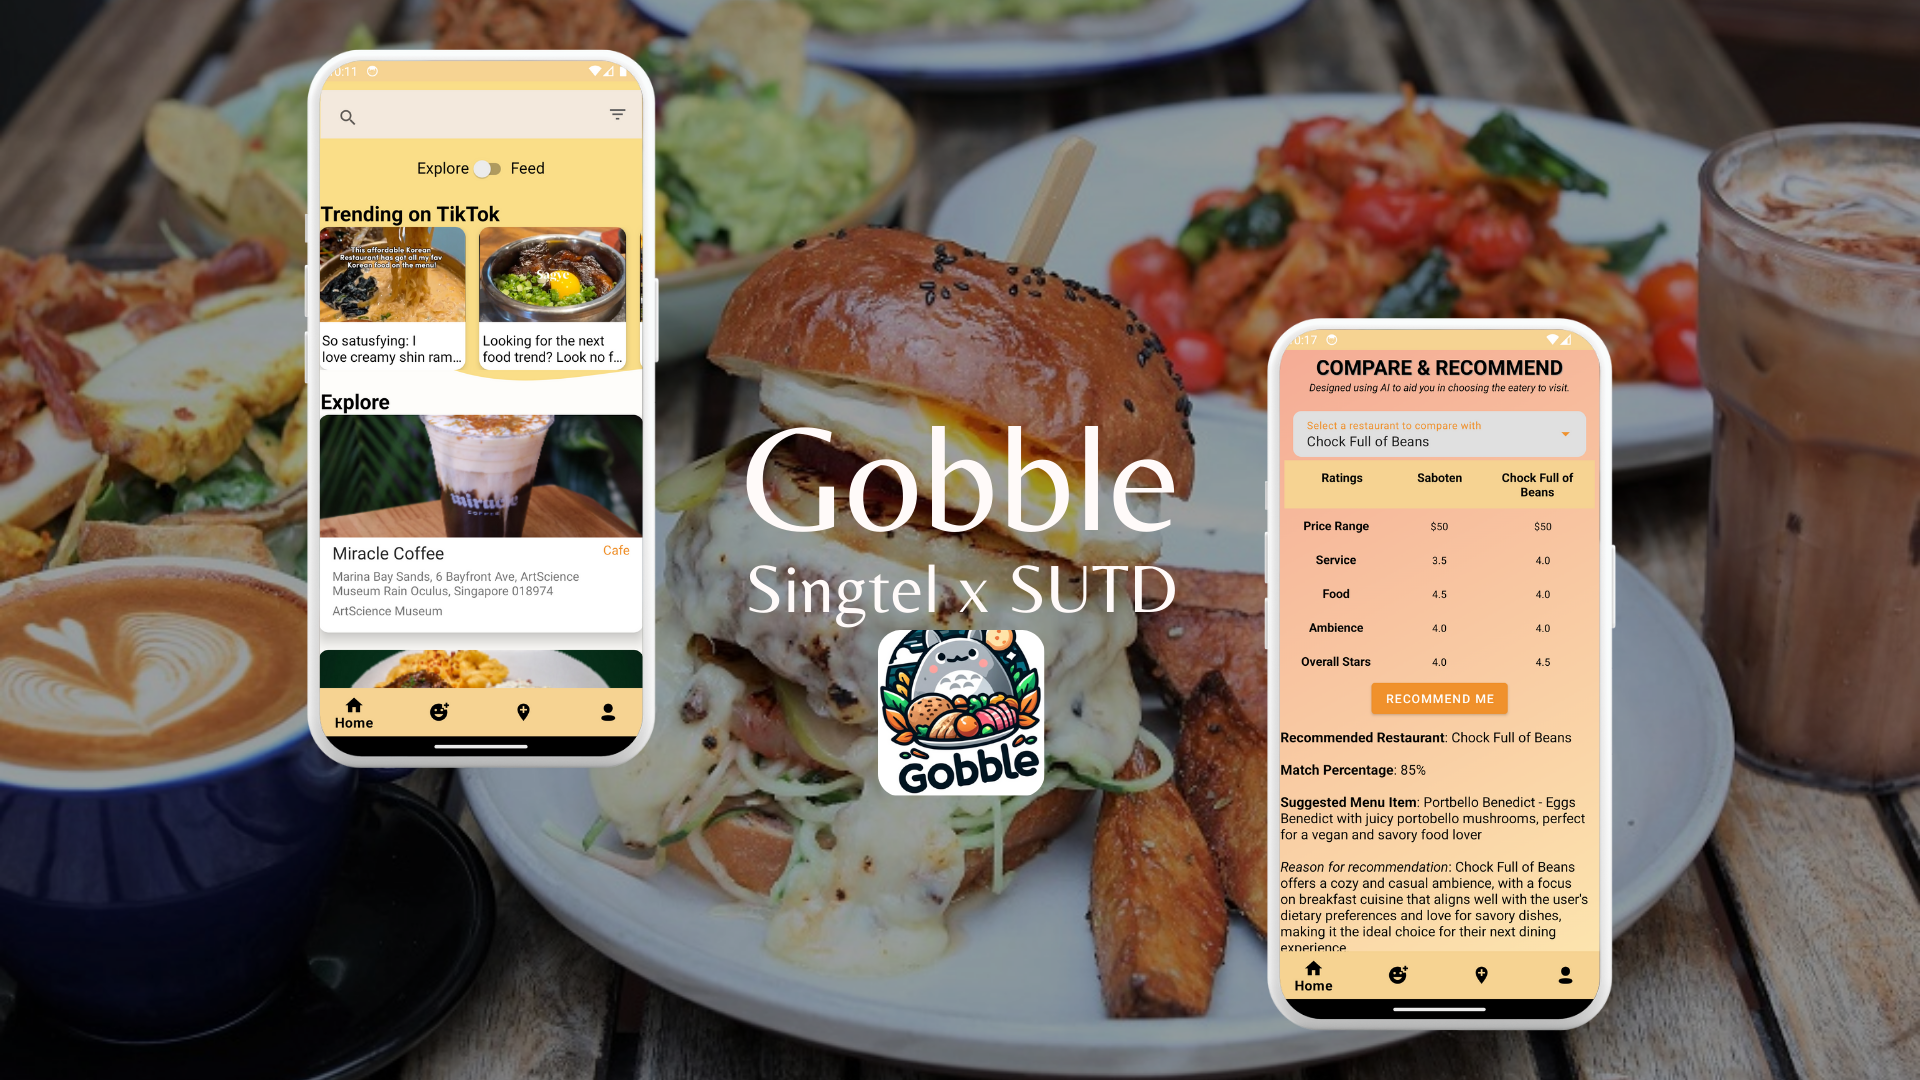 0:11
Explore
Feed
Trending on TikTok
This affordable Korean
Restaurant has got all my fav
Korean food on the menu!
So satusfying: I
love creamy shin ram...
Looking for the next
food trend? Look no f...
Explore
miracle
coffee
Miracle Coffee
Cafe
Marina Bay Sands, 6 Bayfront Ave, ArtScience
Museum Rain Oculus, Singapore 018974
ArtScience Museum
Home
Gobble
Singtel x SUTD
Gobble
0:17
COMPARE & RECOMMEND
Designed using AI to aid you in choosing the eatery to visit.
Select a restaurant to compare with
Chock Full of Beans
Ratings Saboten Chock Full of
Beans
Price Range $50 $50
Service 3.5 4.0
Food 4.5 4.0
Ambience 4.0 4.0
Overall Stars 4.0 4.5
RECOMMEND ME
Recommended Restaurant: Chock Full of Beans
Match Percentage: 85%
Suggested Menu Item: Portbello Benedict - Eggs
Benedict with juicy portobello mushrooms, perfect
for a vegan and savory food lover
Reason for recommendation: Chock Full of Beans
offers a cozy and casual ambience, with a focus
on breakfast cuisine that aligns well with the user's
dietary preferences and love for savory dishes,
making it the ideal choice for their next dining
experience
Home